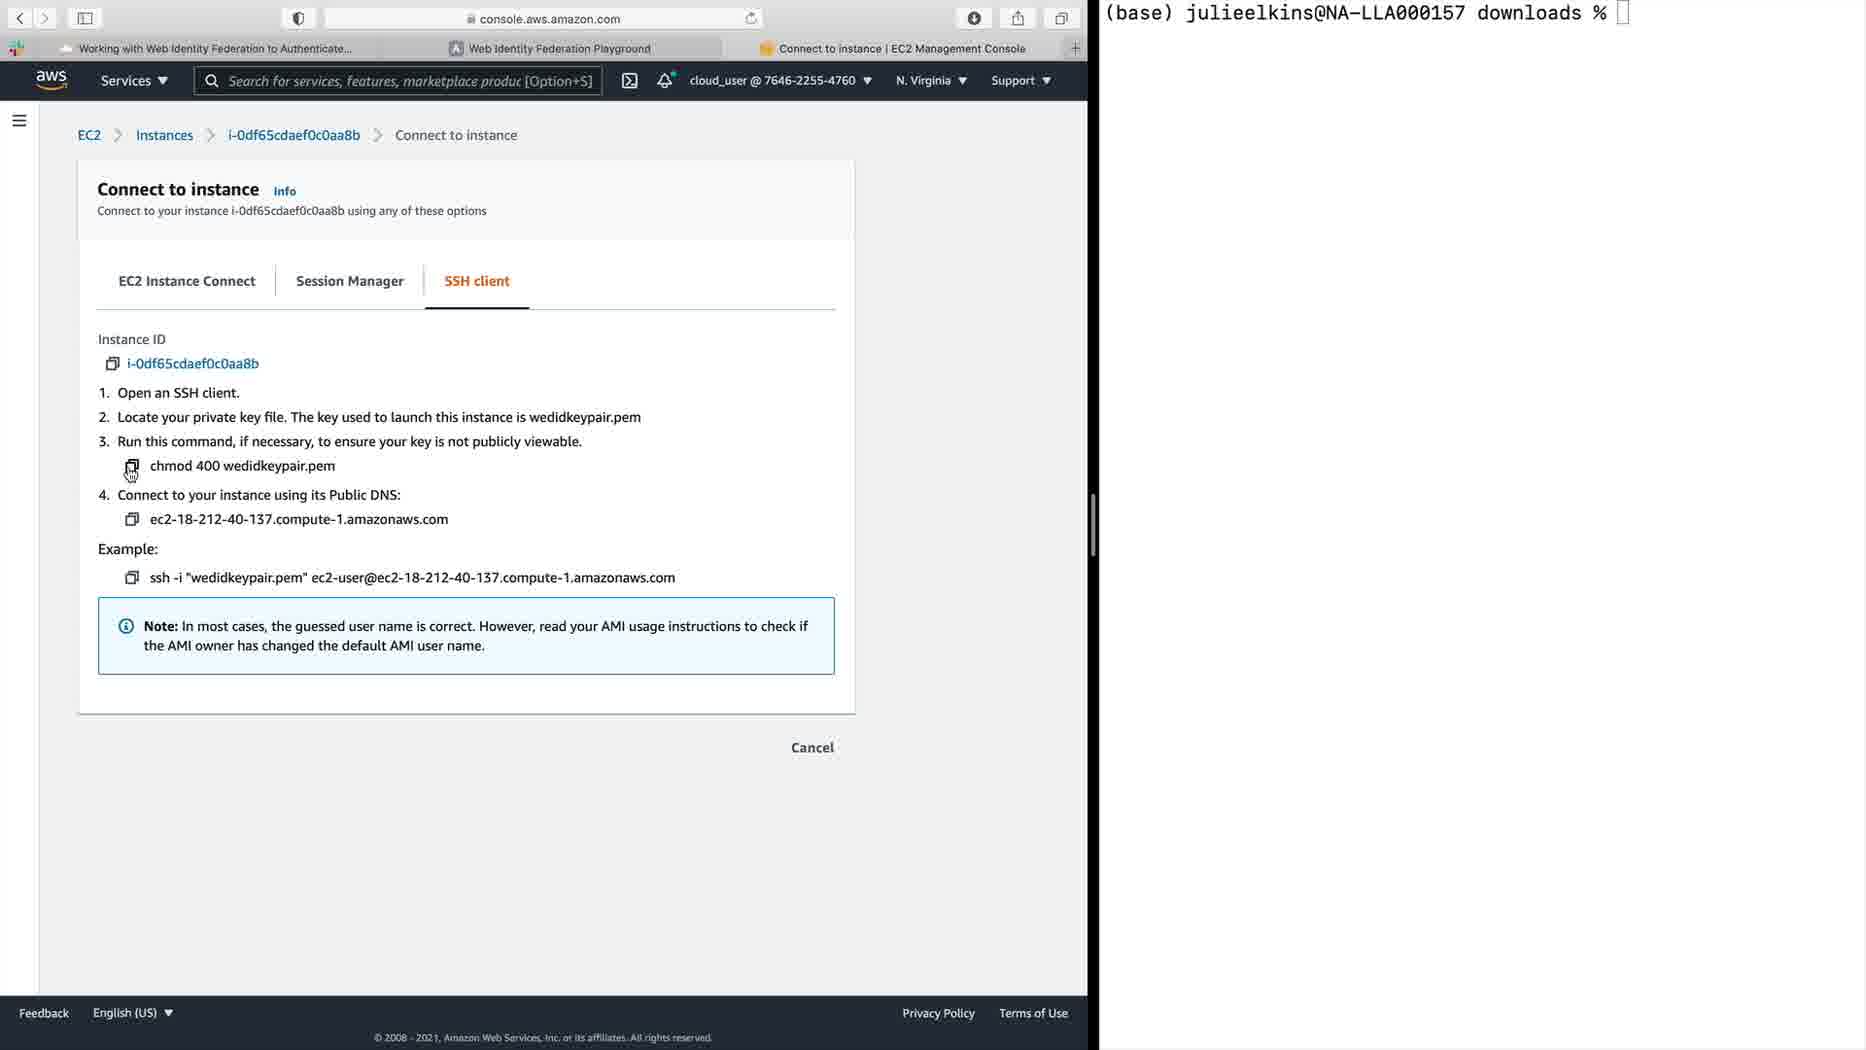 console.aws.amazon.com
Working with Web Identity Federation to Authenticate...
Web Identity Federation Playground
Connect to instance | EC2 Management Console
aws
Services
Search for services, features, marketplace produc [Option+S]
cloud_user @ 7646-2255-4760
N. Virginia
Support
EC2
Instances
i-0df65cdaef0c0aa8b
Connect to instance
Connect to instance Info
Connect to your instance i-0df65cdaef0c0aa8b using any of these options
EC2 Instance Connect
Session Manager
SSH client
Instance ID
i-0df65cdaef0c0aa8b
1. Open an SSH client.
2. Locate your private key file. The key used to launch this instance is wedidkeypair.pem
3. Run this command, if necessary, to ensure your key is not publicly viewable.
chmod 400 wedidkeypair.pem
4. Connect to your instance using its Public DNS:
ec2-18-212-40-137.compute-1.amazonaws.com
Example:
ssh -i "wedidkeypair.pem" ec2-user@ec2-18-212-40-137.compute-1.amazonaws.com
Note: In most cases, the guessed user name is correct. However, read your AMI usage instructions to check if
the AMI owner has changed the default AMI user name.
Cancel
Feedback
English (US)
Privacy Policy
Terms of Use
© 2008 - 2021, Amazon Web Services, Inc. or its affiliates. All rights reserved.
(base) julieelkins@NA-LLA000157 downloads %